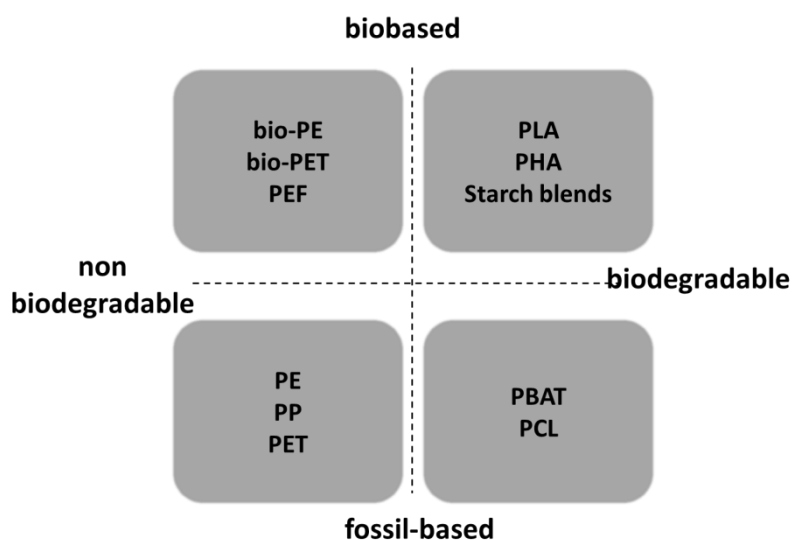 biobased
bio-PE
bio-PET
PEF
PLA
PHA
Starch blends
non
biodegradable
biodegradable
PE
PP
PET
PBAT
PCL
fossil-based